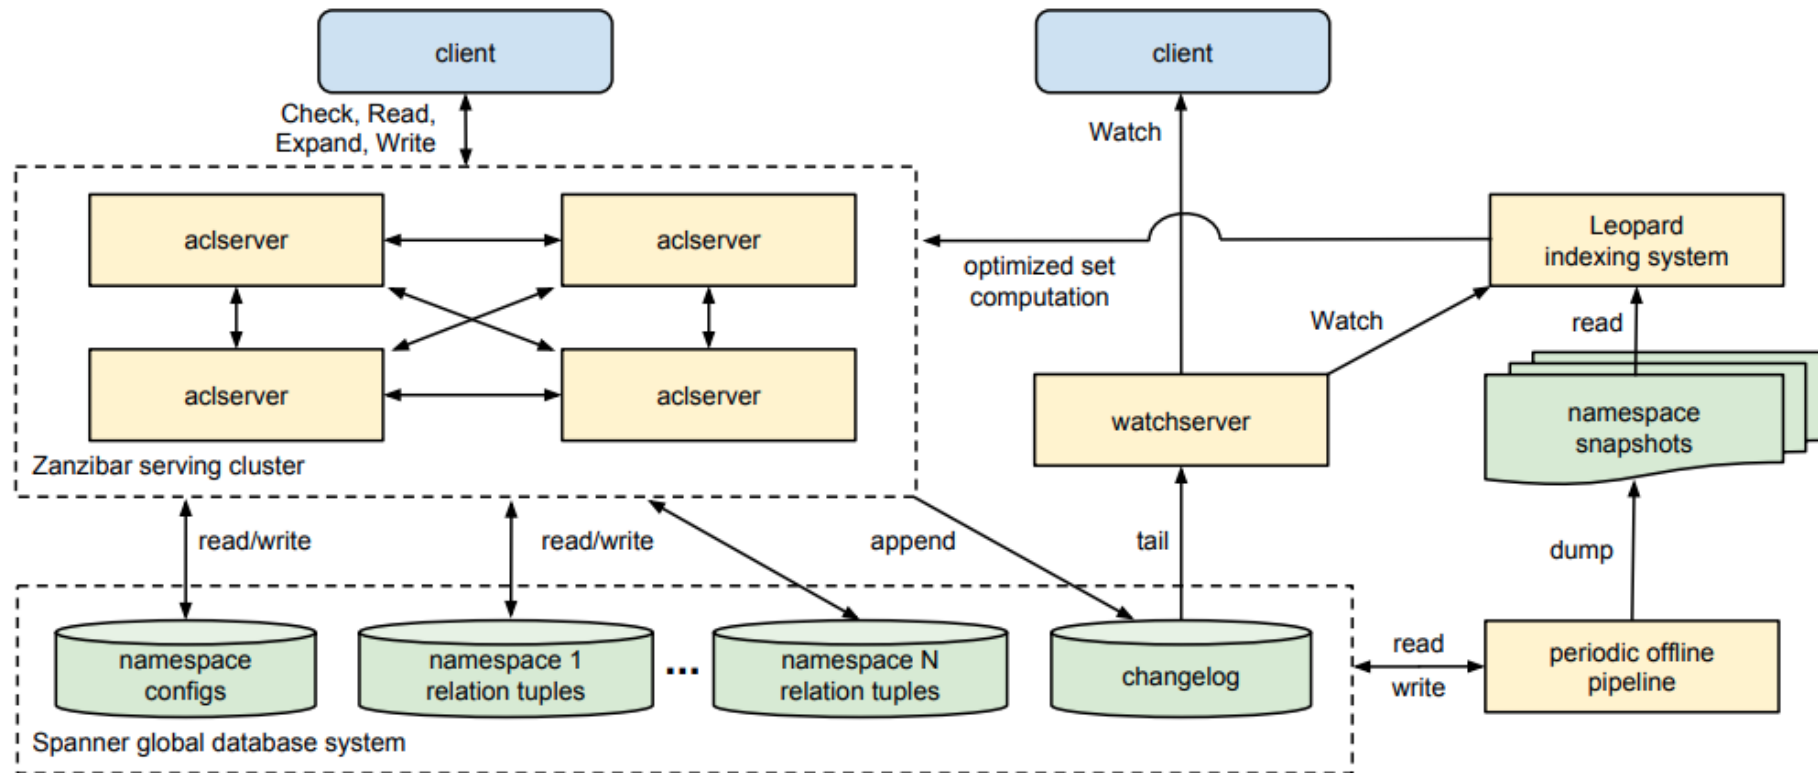 client
client
Check, Read,
Expand, Write
Watch
aclserver
aclserver
Leopard
indexing system
optimized set
computation
Watch
read
aclserver
aclserver
watchserver
namespace
snapshots
Zanzibar serving cluster
read/write
read/write
append
tail
dump
namespace
configs
namespace 1
relation tuples
...
namespace N
relation tuples
changelog
read
write
periodic offline
pipeline
Spanner global database system